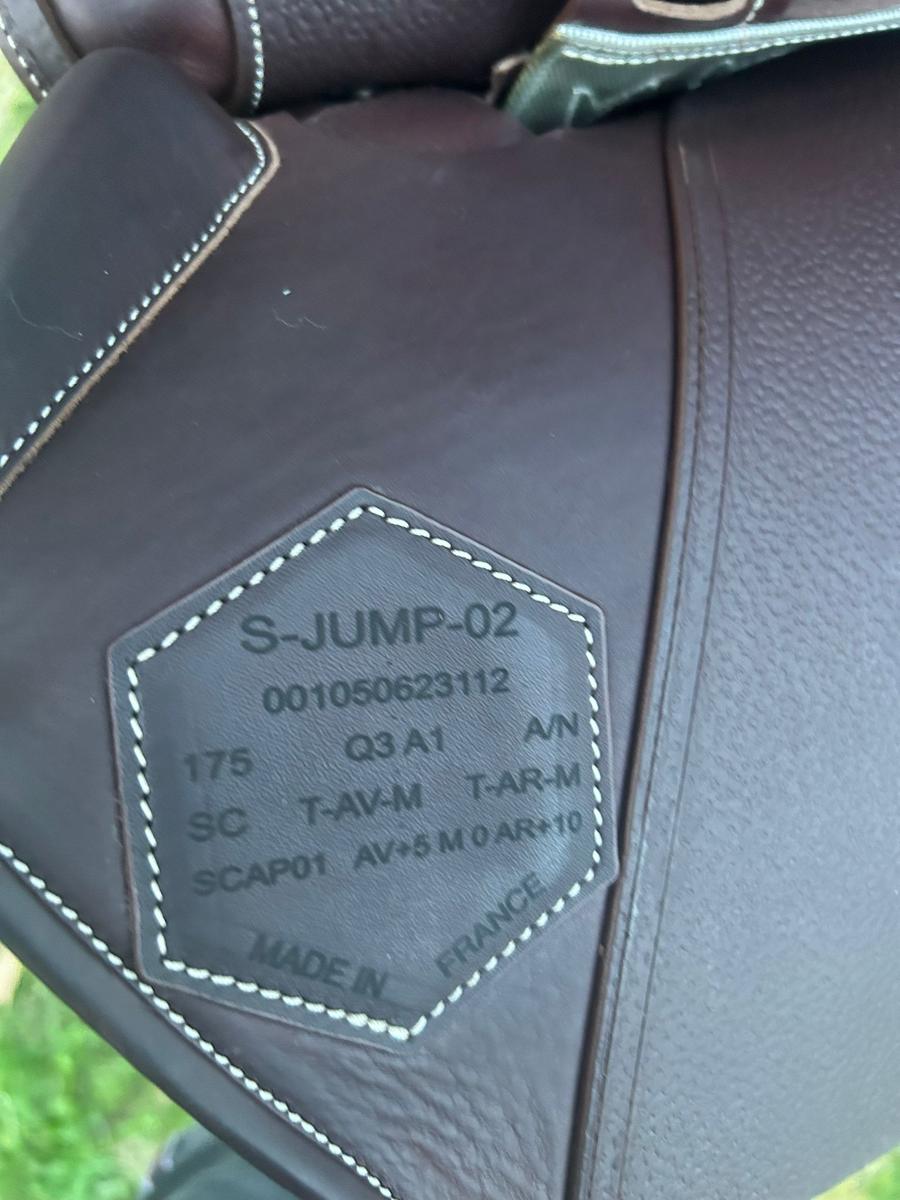 S-JUMP-02
001050623112
175 Q3 A1 A/N
SC T-AV-M T-AR-M
SCAP01 AV+5 M 0 AR+10
MADE IN FRANCE